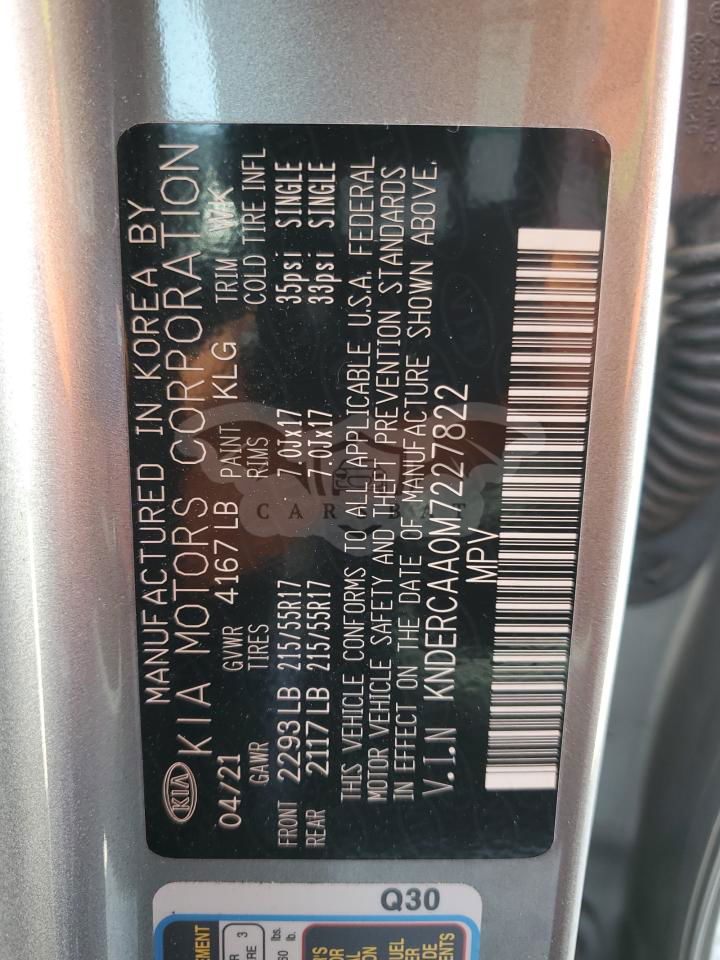 MANUFACTURED IN KOREA BY
KIA KIA MOTORS CORPORATION
04/21 GVWR 4167 LB PAINT KLG TRIM WK
GAWR TIRES RIMS COLD TIRE INFL
FRONT 2293 LB 215/55R17 7.0Jx17 35psi SINGLE
REAR 2117 LB 215/55R17 7.0Jx17 33psi SINGLE
THIS VEHICLE CONFORMS TO ALL APPLICABLE U.S.A. FEDERAL
MOTOR VEHICLE SAFETY AND THEFT PREVENTION STANDARDS
IN EFFECT ON THE DATE OF MANUFACTURE SHOWN ABOVE.
V.I.N KNDERCAA0M7227822
MPV
CAR BAT
Q30